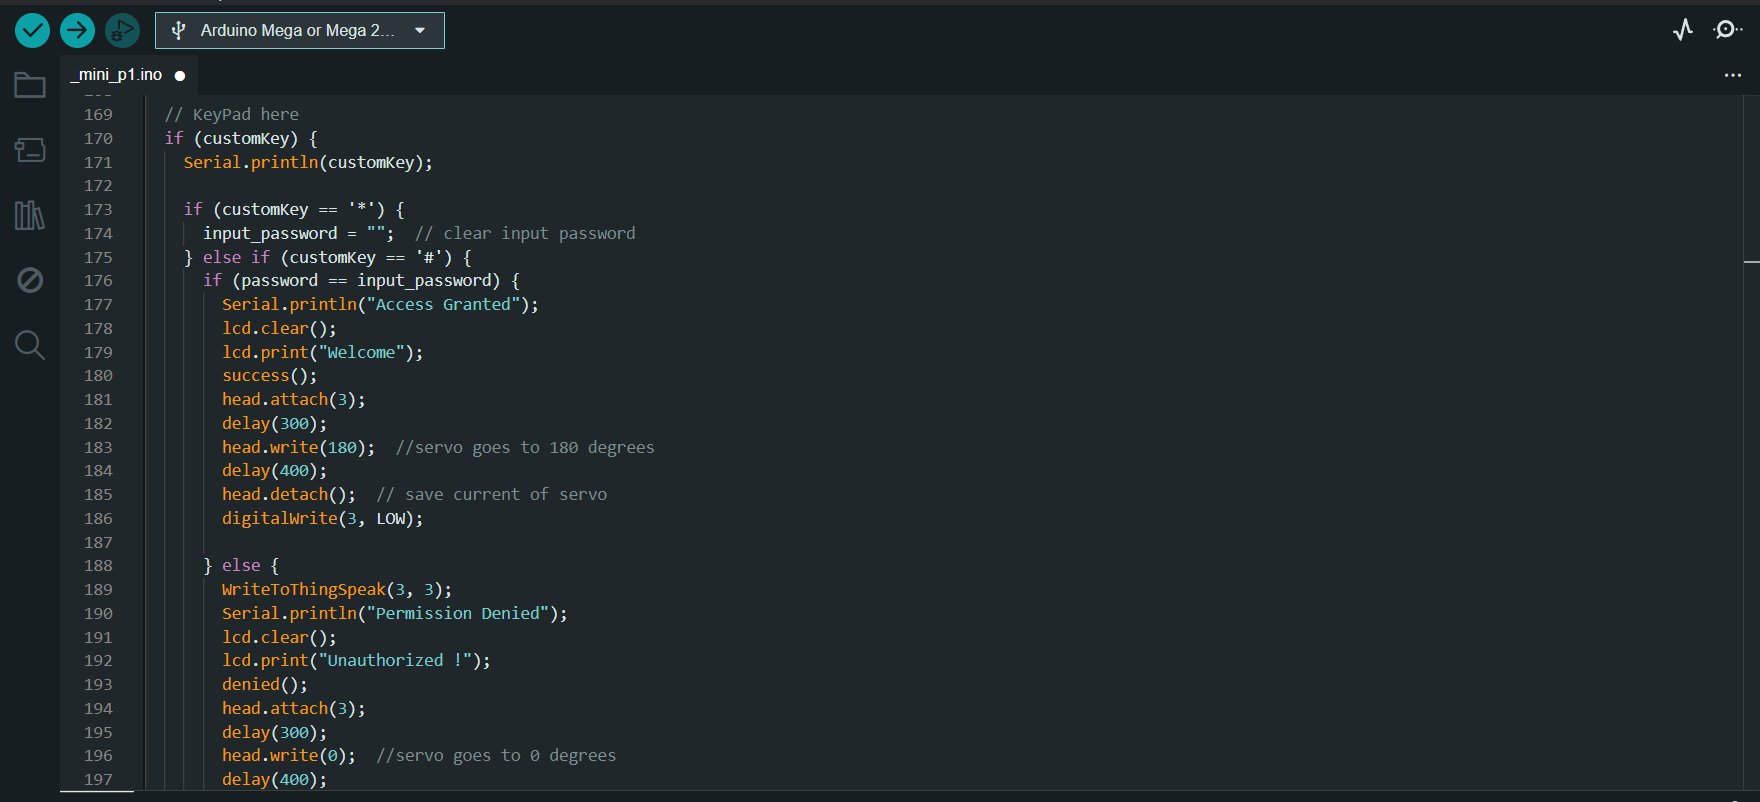 Arduino Mega or Mega 2...
_mini_p1.ino
169 // KeyPad here
170 if (customKey) {
171 Serial.println(customKey);
172
173 if (customKey == '*') {
174 input_password = ""; // clear input password
175 } else if (customKey == '#') {
176 if (password == input_password) {
177 Serial.println("Access Granted");
178 lcd.clear();
179 lcd.print("Welcome");
180 success();
181 head.attach(3);
182 delay(300);
183 head.write(180); //servo goes to 180 degrees
184 delay(400);
185 head.detach(); // save current of servo
186 digitalWrite(3, LOW);
187
188 } else {
189 WriteToThingSpeak(3, 3);
190 Serial.println("Permission Denied");
191 lcd.clear();
192 lcd.print("Unauthorized !");
193 denied();
194 head.attach(3);
195 delay(300);
196 head.write(0); //servo goes to 0 degrees
197 delay(400);